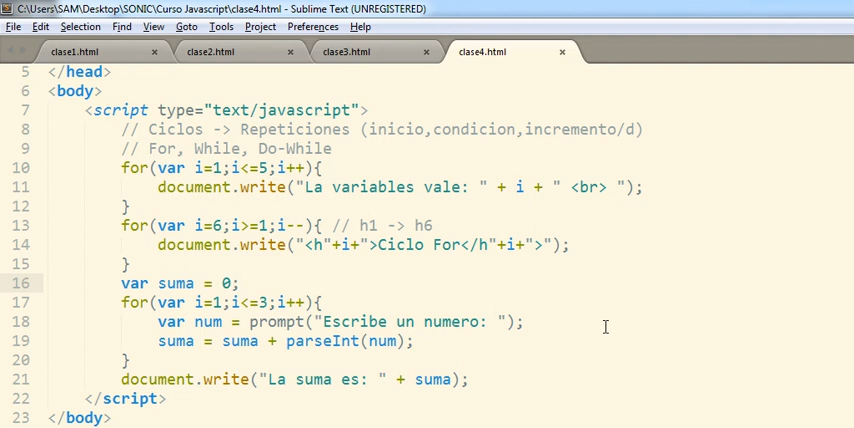 C:\Users\SAM\Desktop\SONIC\Curso Javascript\clase4.html - Sublime Text (UNREGISTERED)
File Edit Selection Find View Goto Tools Project Preferences Help
clase1.html × clase2.html × clase3.html × clase4.html ×
5 </head>
6 <body>
7 <script type="text/javascript">
8 // Ciclos -> Repeticiones (inicio,condicion,incremento/d)
9 // For, While, Do-While
10 for(var i=1;i<=5;i++){
11 document.write("La variables vale: " + i + " <br> ");
12 }
13 for(var i=6;i>=1;i--){ // h1 -> h6
14 document.write("<h"+i+">Ciclo For</h"+i+">");
15 }
16 var suma = 0;
17 for(var i=1;i<=3;i++){
18 var num = prompt("Escribe un numero: ");
19 suma = suma + parseInt(num);
20 }
21 document.write("La suma es: " + suma);
22 </script>
23 </body>